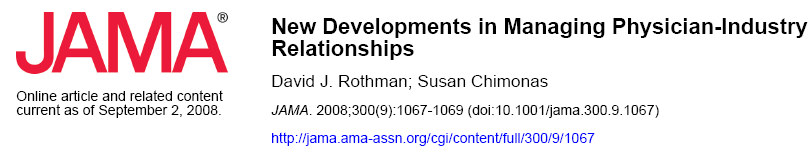 JAMA®
Online article and related content
current as of September 2, 2008.
New Developments in Managing Physician-Industry
Relationships
David J. Rothman; Susan Chimonas
JAMA. 2008;300(9):1067-1069 (doi:10.1001/jama.300.9.1067)
http://jama.ama-assn.org/cgi/content/full/300/9/1067